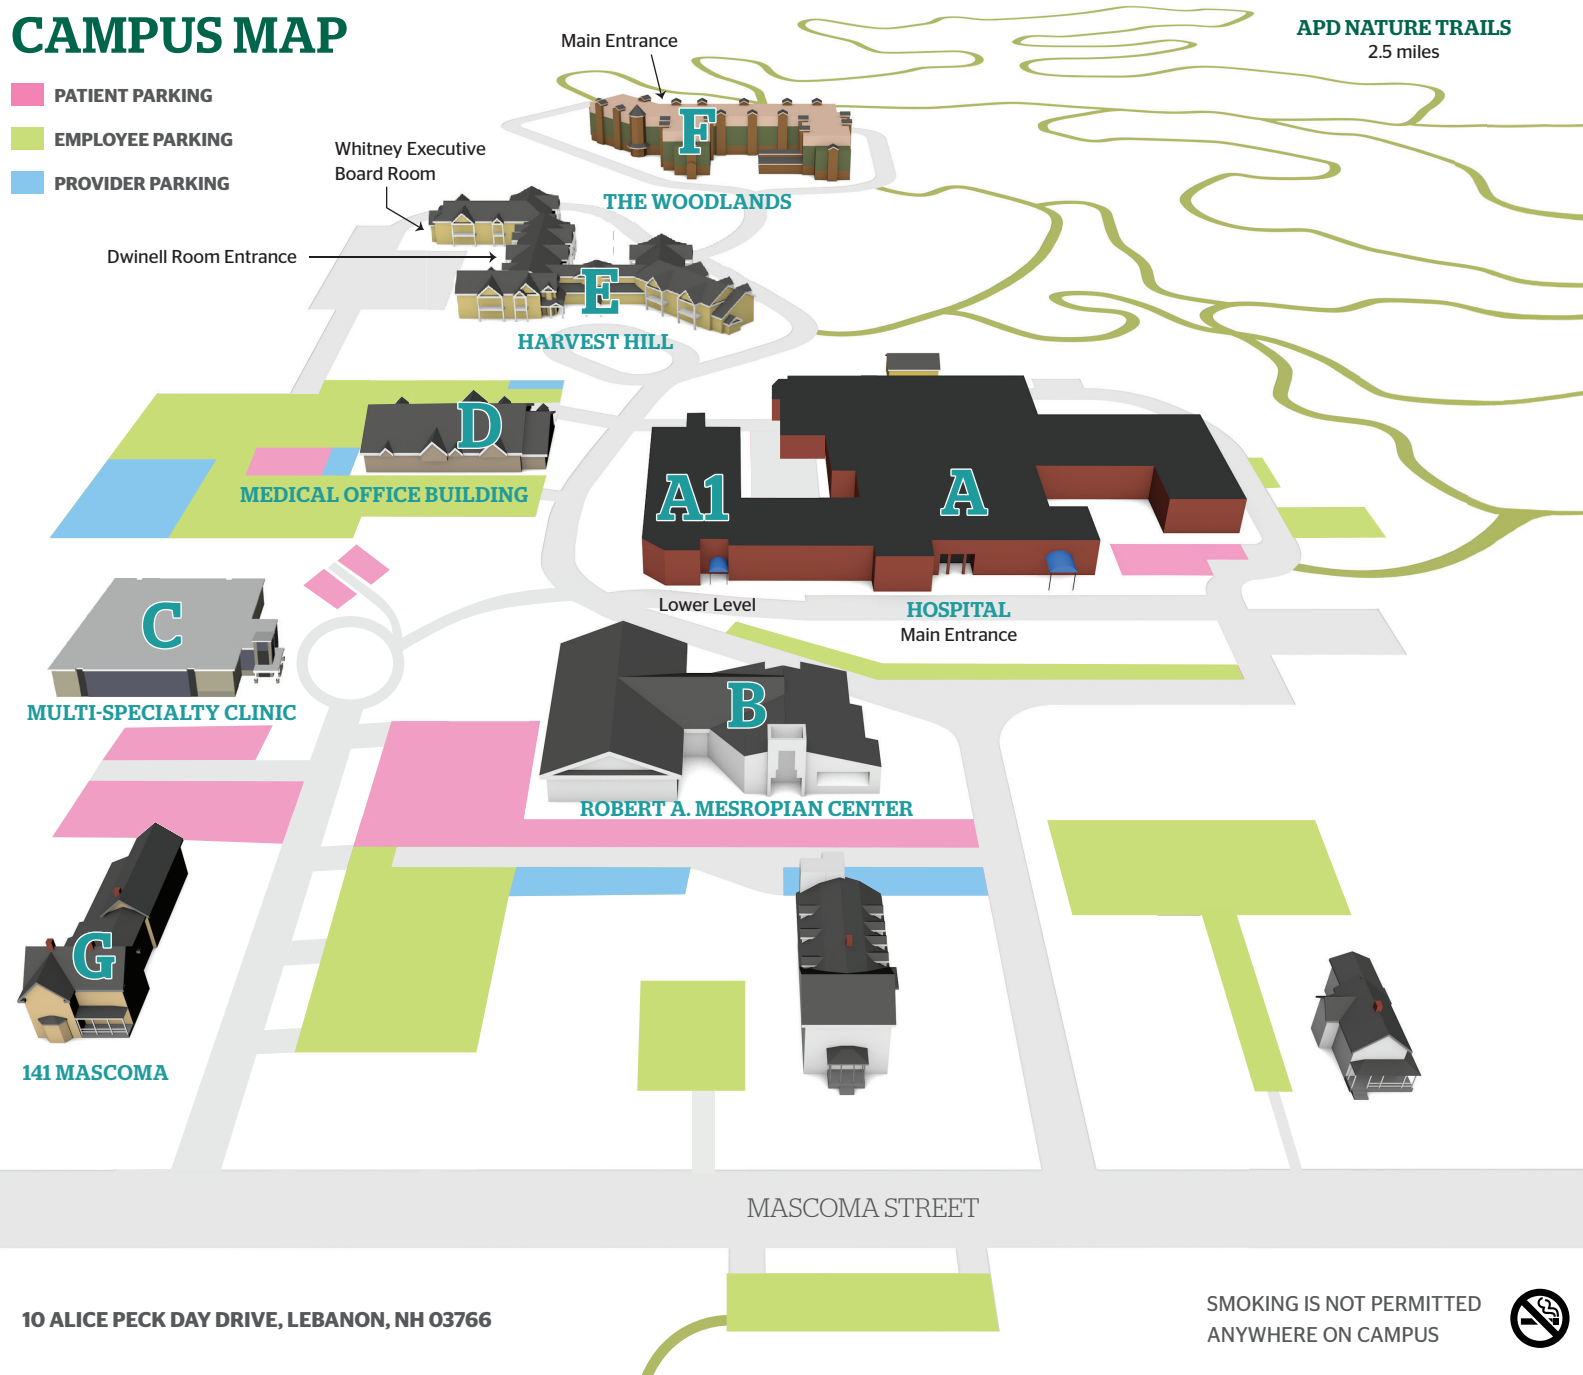 CAMPUS MAP
PATIENT PARKING
EMPLOYEE PARKING
PROVIDER PARKING
Main Entrance
APD NATURE TRAILS
2.5 miles
F
THE WOODLANDS
Whitney Executive
Board Room
Dwinell Room Entrance
E
HARVEST HILL
D
MEDICAL OFFICE BUILDING
A1
A
Lower Level
HOSPITAL
Main Entrance
C
MULTI-SPECIALTY CLINIC
B
ROBERT A. MESROPIAN CENTER
G
141 MASCOMA
MASCOMA STREET
10 ALICE PECK DAY DRIVE, LEBANON, NH 03766
SMOKING IS NOT PERMITTED
ANYWHERE ON CAMPUS